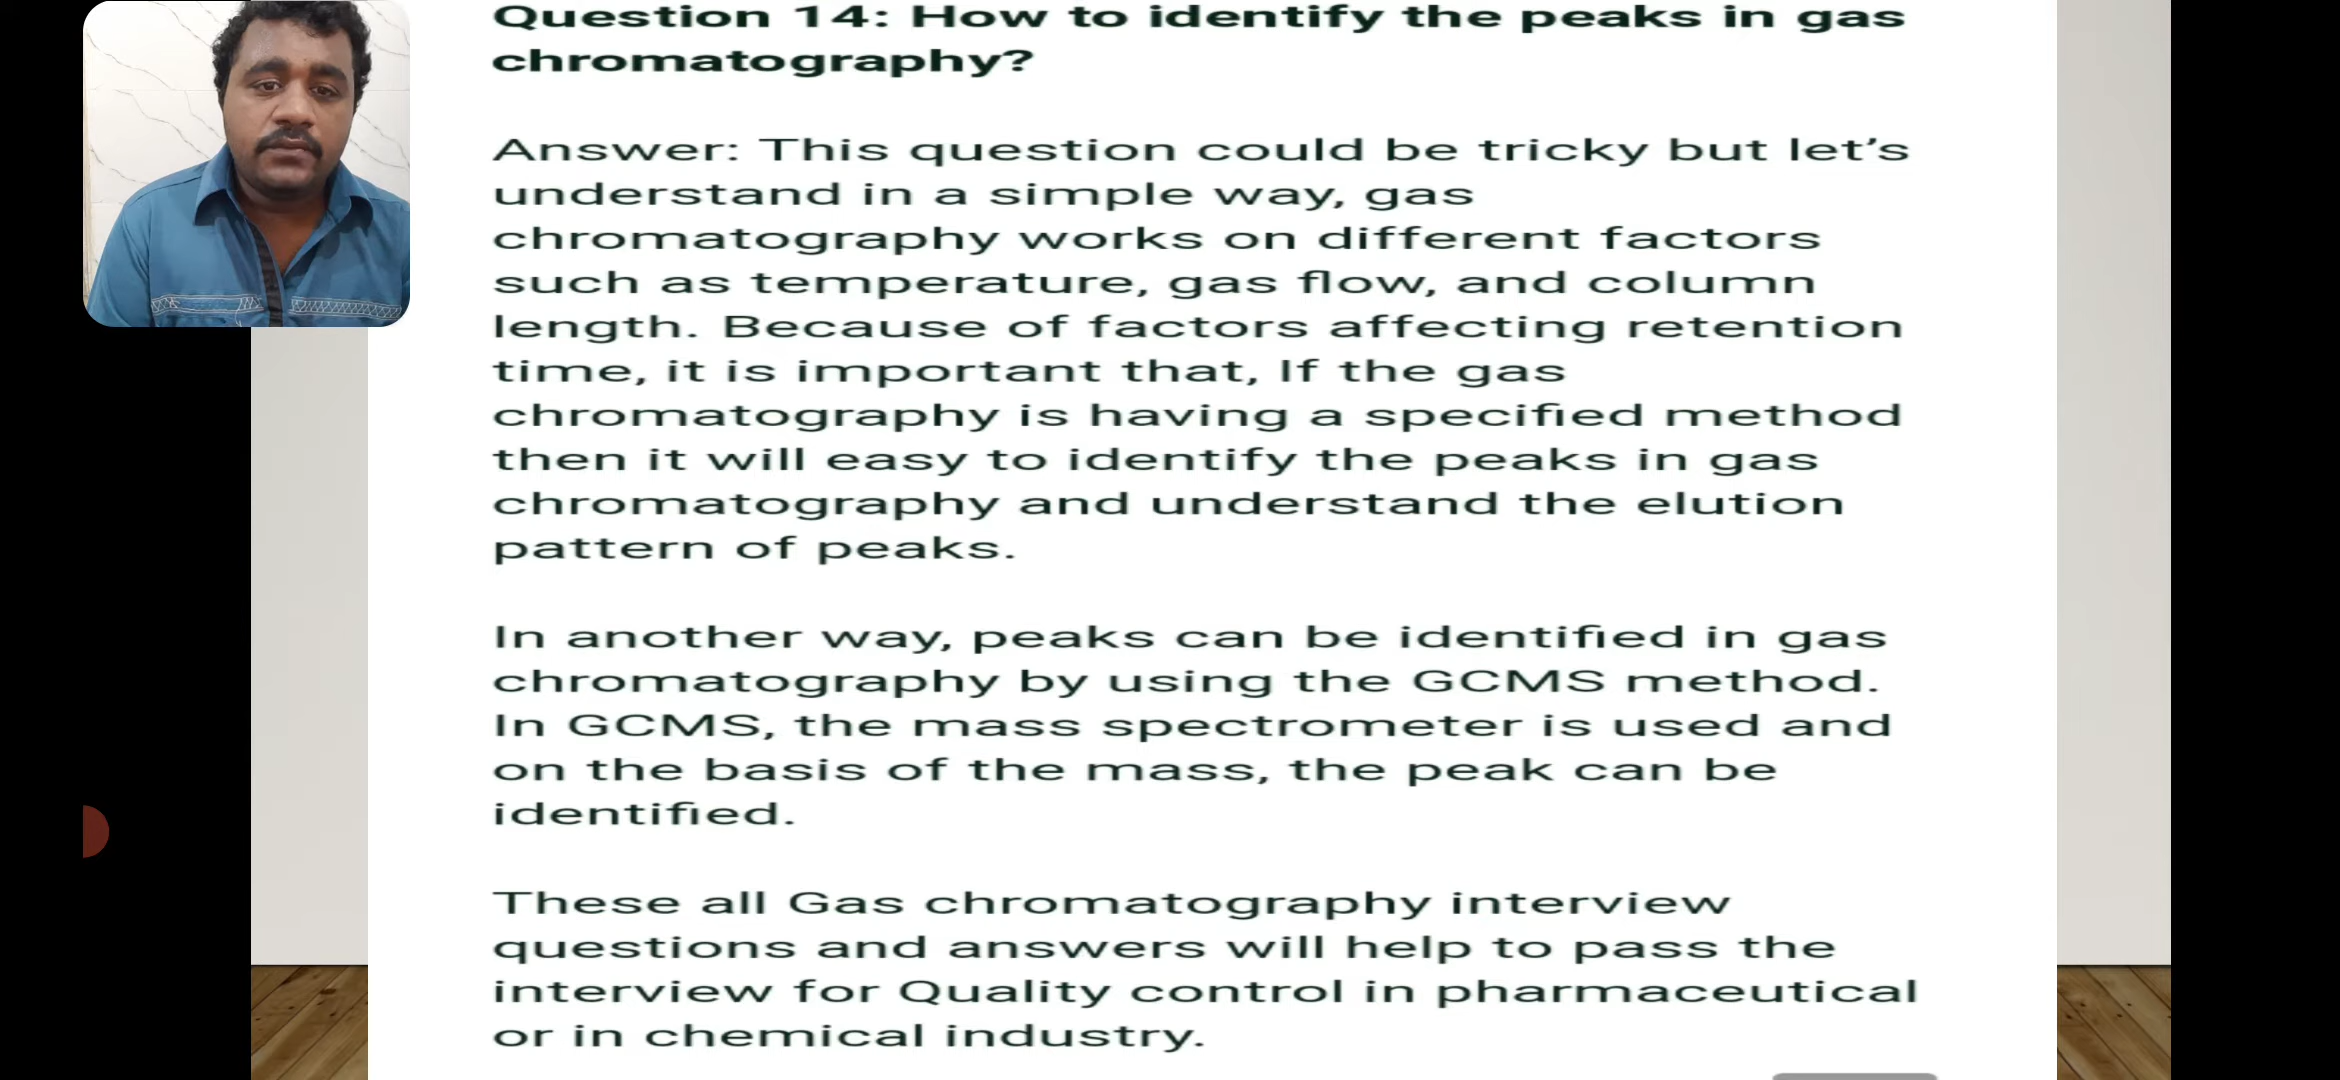 Question 14: How to identify the peaks in gas
chromatography?
Answer: This question could be tricky but let’s
understand in a simple way, gas
chromatography works on different factors
such as temperature, gas flow, and column
length. Because of factors affecting retention
time, it is important that, If the gas
chromatography is having a specified method
then it will easy to identify the peaks in gas
chromatography and understand the elution
pattern of peaks.
In another way, peaks can be identified in gas
chromatography by using the GCMS method.
In GCMS, the mass spectrometer is used and
on the basis of the mass, the peak can be
identified.
These all Gas chromatography interview
questions and answers will help to pass the
interview for Quality control in pharmaceutical
or in chemical industry.